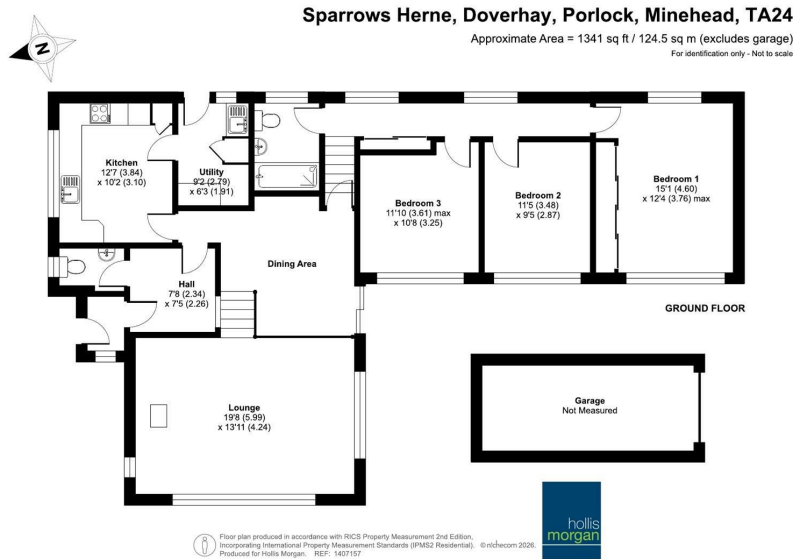 Sparrows Herne, Doverhay, Porlock, Minehead, TA24
Approximate Area = 1341 sq ft / 124.5 sq m (excludes garage)
For identification only - Not to scale
N
Kitchen
12'7 (3.84)
x 10'2 (3.10)
Utility
9'2 (2.79)
x 6'3 (1.91)
Bedroom 3
11'10 (3.61) max
x 10'8 (3.25)
Bedroom 2
11'5 (3.48)
x 9'5 (2.87)
Bedroom 1
15'1 (4.60)
x 12'4 (3.76) max
Dining Area
Hall
7'8 (2.34)
x 7'5 (2.26)
GROUND FLOOR
Lounge
19'8 (5.99)
x 13'11 (4.24)
Garage
Not Measured
hollis
morgan
Floor plan produced in accordance with RICS Property Measurement 2nd Edition,
Incorporating International Property Measurement Standards (IPMS2 Residential). © nichecom 2026.
Produced for Hollis Morgan. REF: 1407157